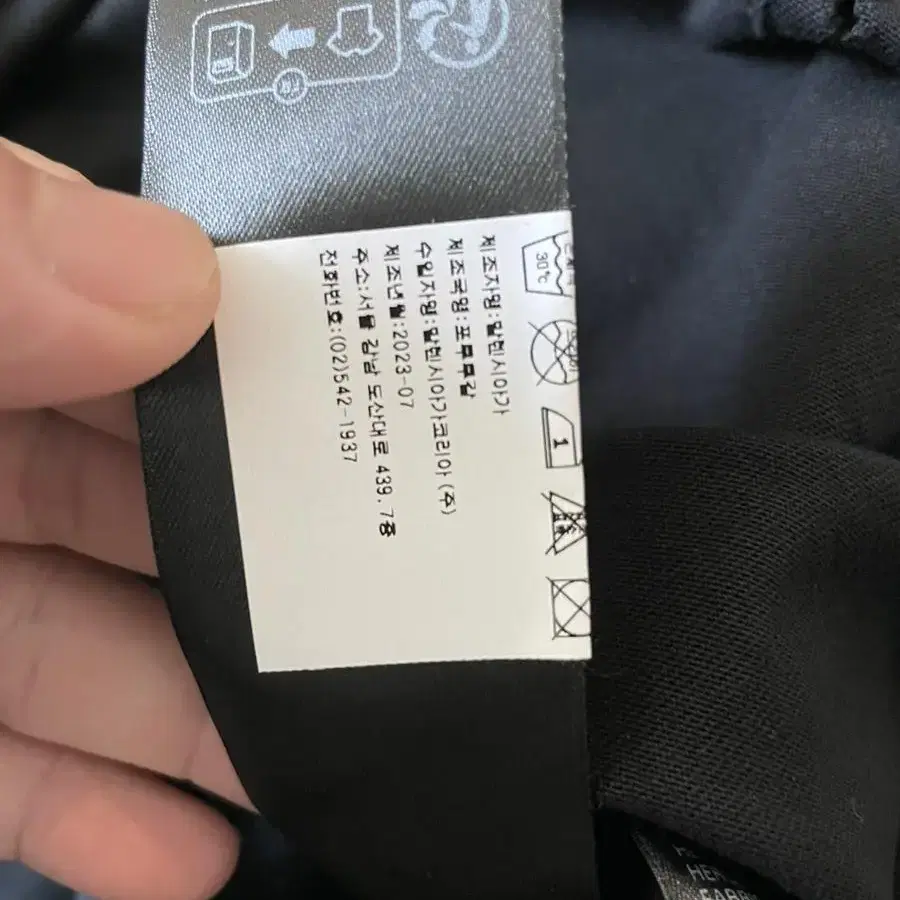 30℃
1
제조자명:발렌시아가
제조국명:포루투갈
수입자명:발렌시아가코리아 (주)
제조년월:2023-07
주소:서울 강남 도산대로 439. 7층
전화번호:(02)542-1937